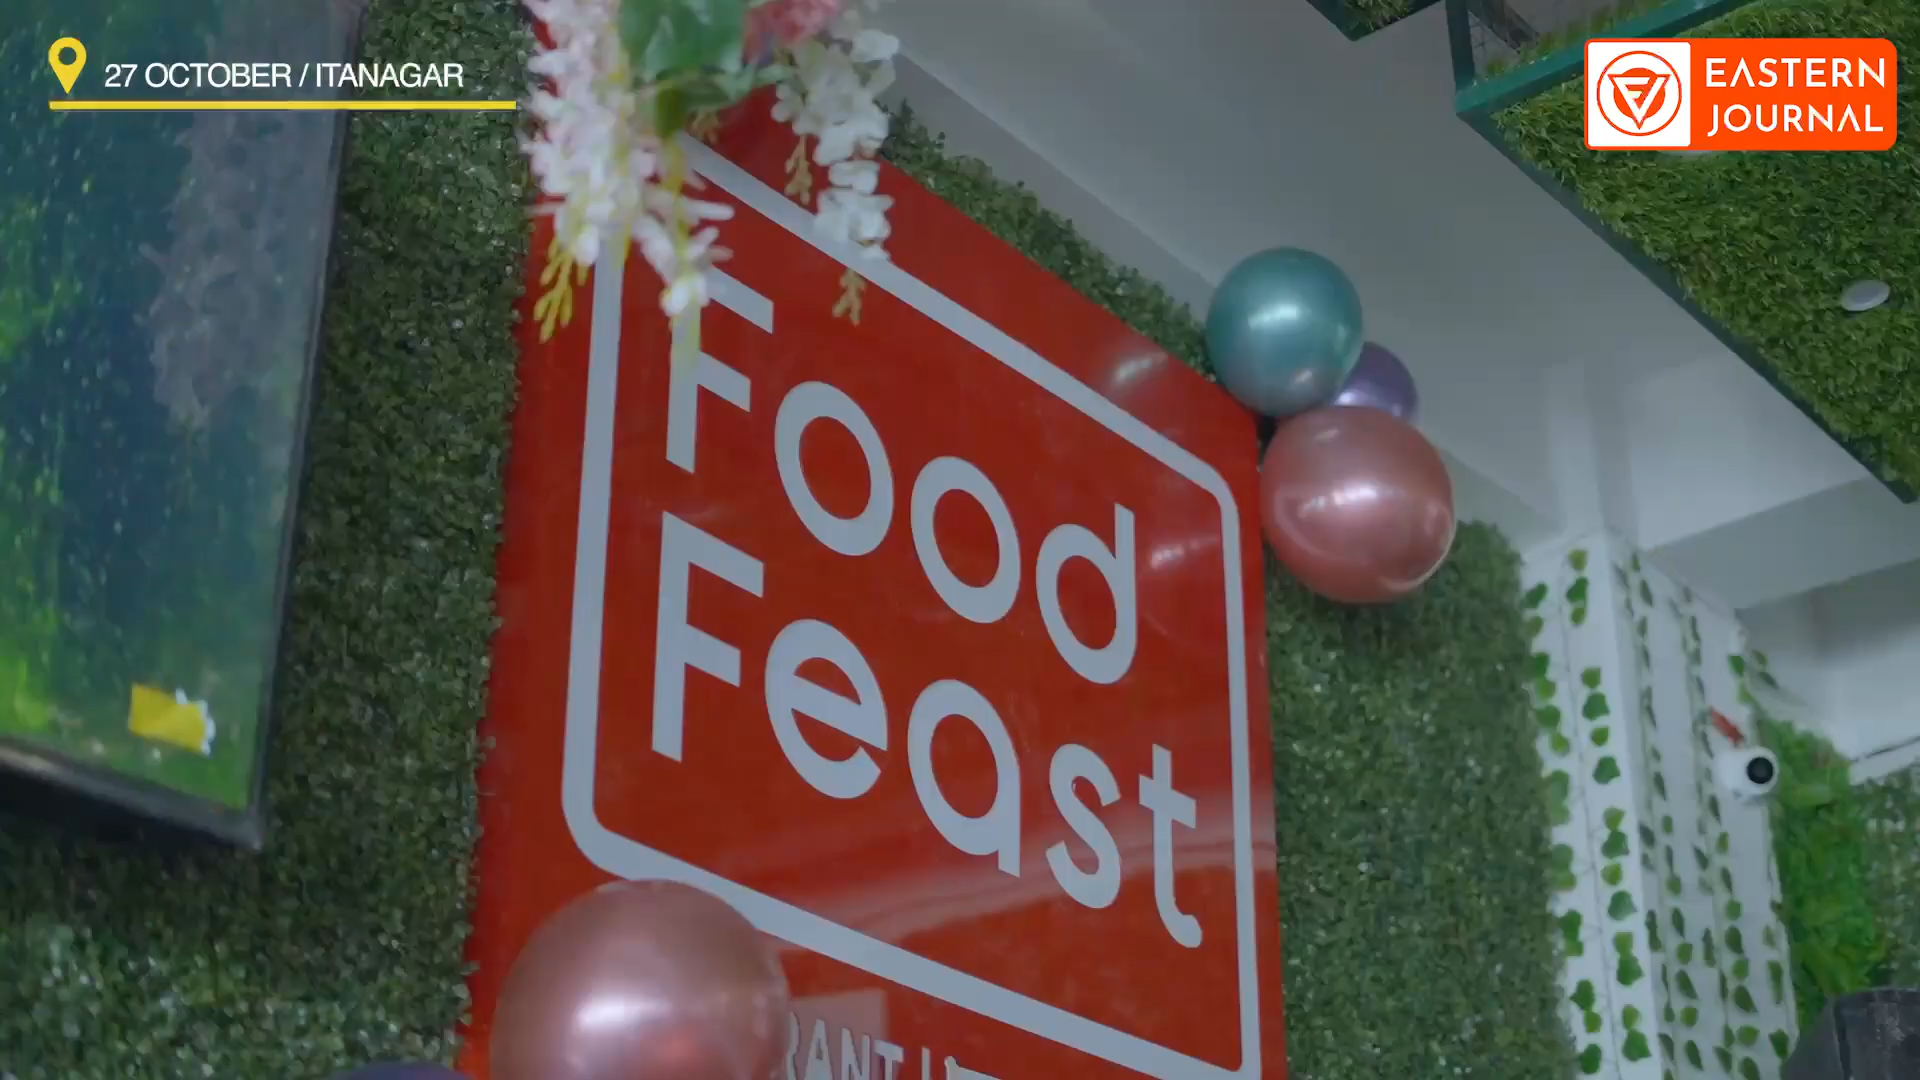 27 OCTOBER / ITANAGAR
EASTERN
JOURNAL
Food
Feast